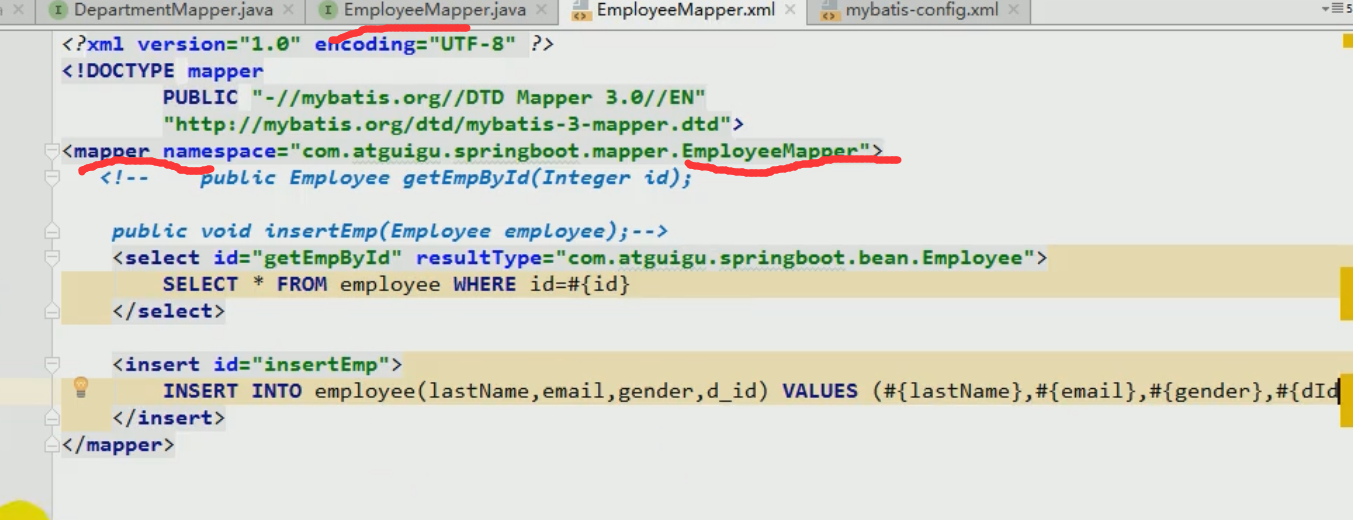 DepartmentMapper.java EmployeeMapper.java EmployeeMapper.xml mybatis-config.xml
<?xml version="1.0" encoding="UTF-8" ?>
<!DOCTYPE mapper
PUBLIC "-//mybatis.org//DTD Mapper 3.0//EN"
"http://mybatis.org/dtd/mybatis-3-mapper.dtd">
<mapper namespace="com.atguigu.springboot.mapper.EmployeeMapper">
<!-- public Employee getEmpById(Integer id);
public void insertEmp(Employee employee);-->
<select id="getEmpById" resultType="com.atguigu.springboot.bean.Employee">
SELECT * FROM employee WHERE id=#{id}
</select>
<insert id="insertEmp">
INSERT INTO employee(lastName,email,gender,d_id) VALUES (#{lastName},#{email},#{gender},#{dId
</insert>
</mapper>